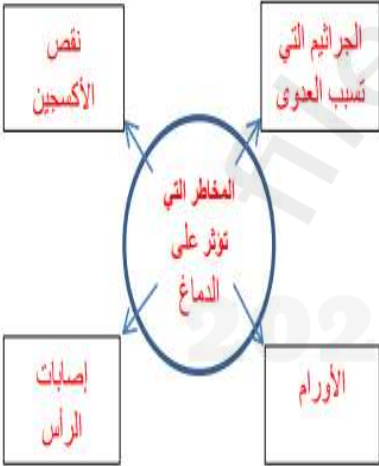 الجراثيم التي
تسبب العدوى
نقص
الأكسجين
المخاطر التي
تؤثر على
الدماغ
الأورام
إصابات
الرأس